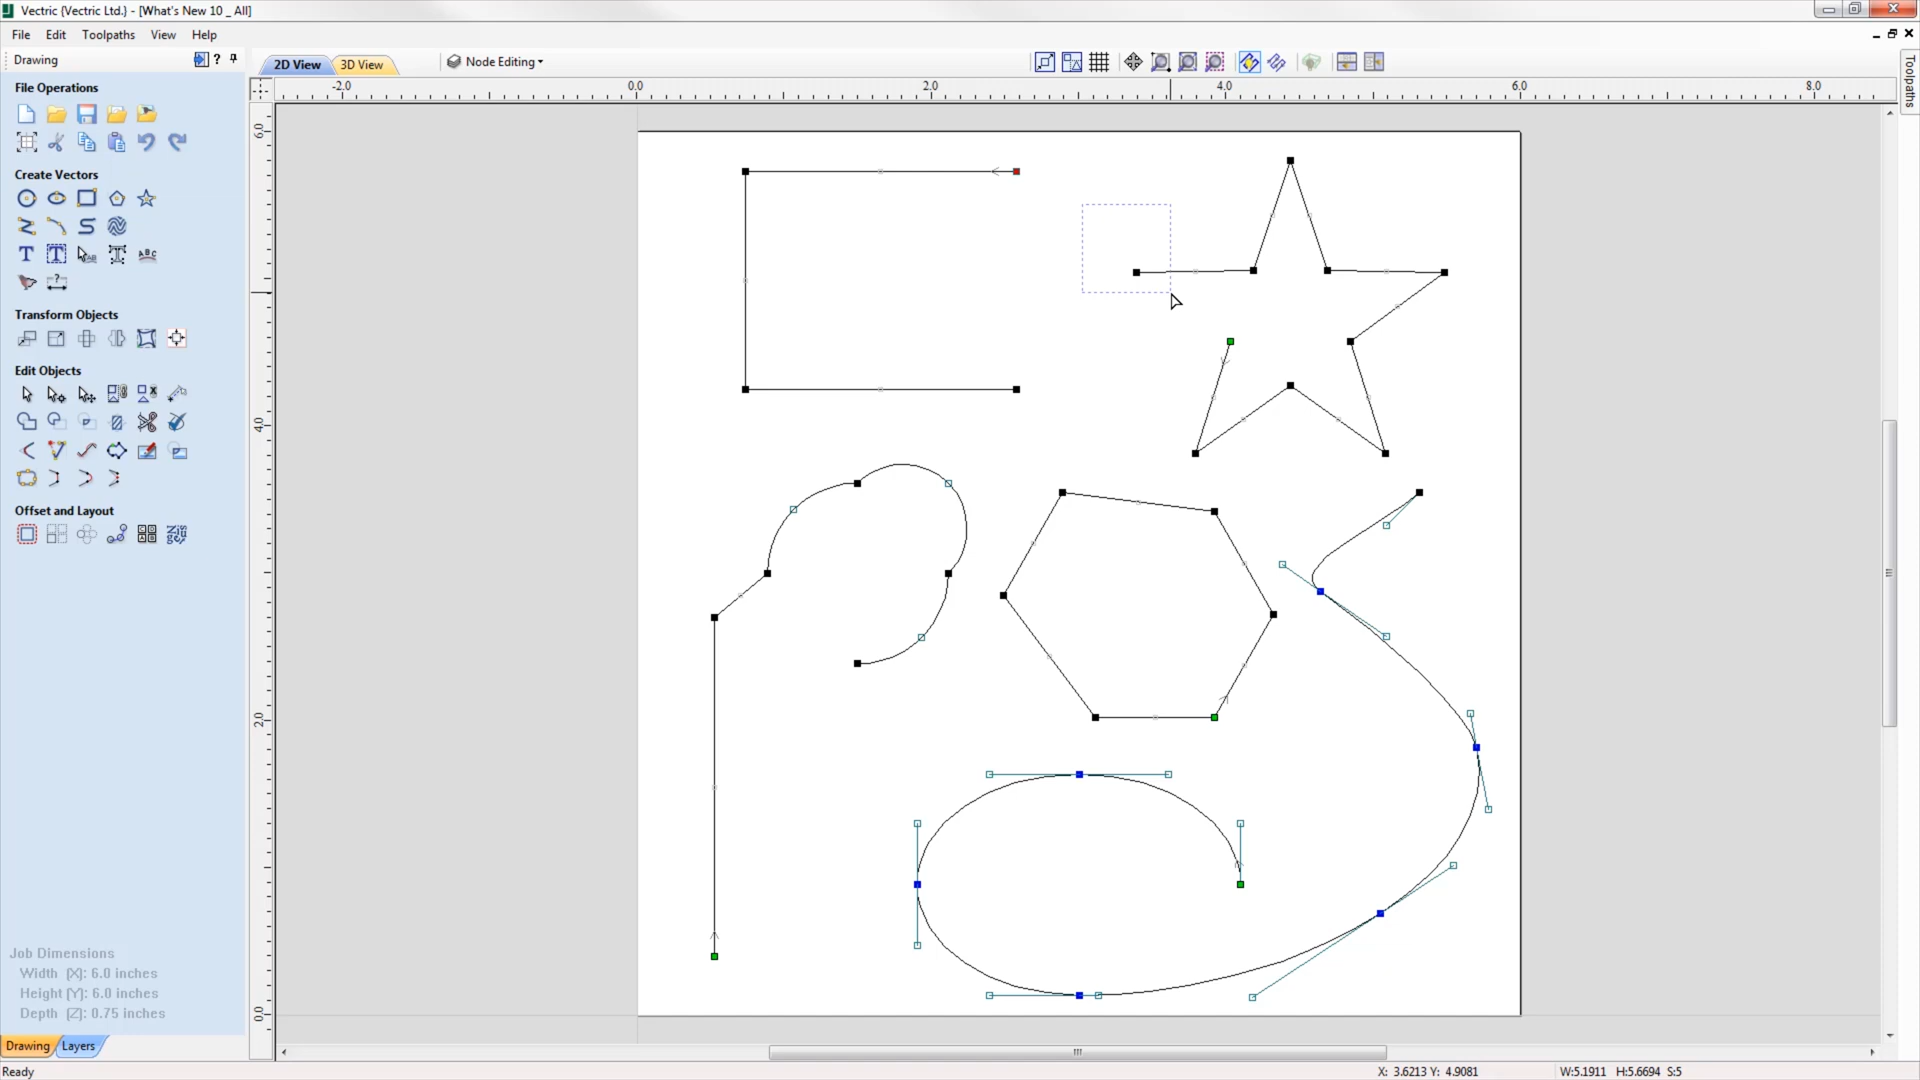 Vectric {Vectric Ltd.} - [What's New 10 _ All]
File Edit Toolpaths View Help
Drawing ?
2D View 3D View Node Editing
Toolpaths
-2.0 0.0 2.0 4.0 6.0 8.0
6.0
4.0
2.0
0.0
File Operations
Create Vectors
Transform Objects
Edit Objects
Offset and Layout
Job Dimensions
Width (X): 6.0 inches
Height (Y): 6.0 inches
Depth (Z): 0.75 inches
Drawing Layers
Ready
X: 3.6213 Y: 4.9081 W:5.1911 H:5.6694 S:5